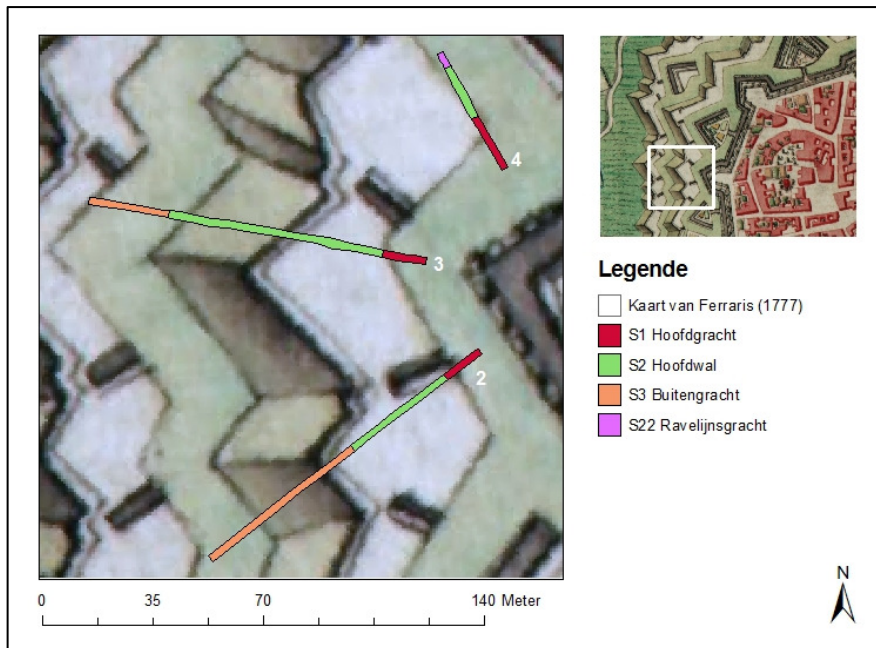 4
3
2
Legende
Kaart van Ferraris (1777)
S1 Hoofdgracht
S2 Hoofdwal
S3 Buitengracht
S22 Ravelijnsgracht
N
0 35 70 140 Meter